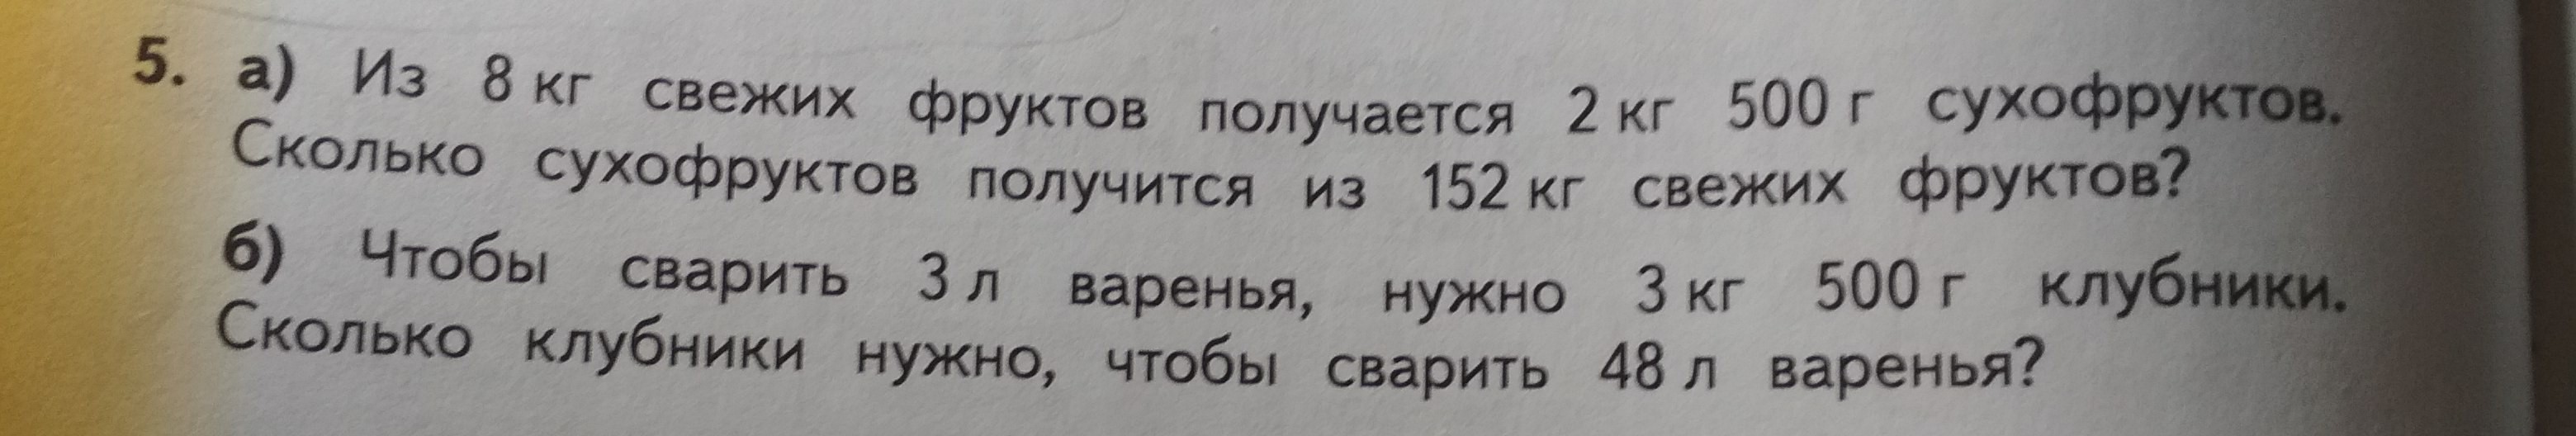 5. а) Из 8 кг свежих фруктов получается 2 кг 500 г сухофруктов.
Сколько сухофруктов получится из 152 кг свежих фруктов?
б) Чтобы сварить 3 л варенья, нужно 3 кг 500 г клубники.
Сколько клубники нужно, чтобы сварить 48 л варенья?